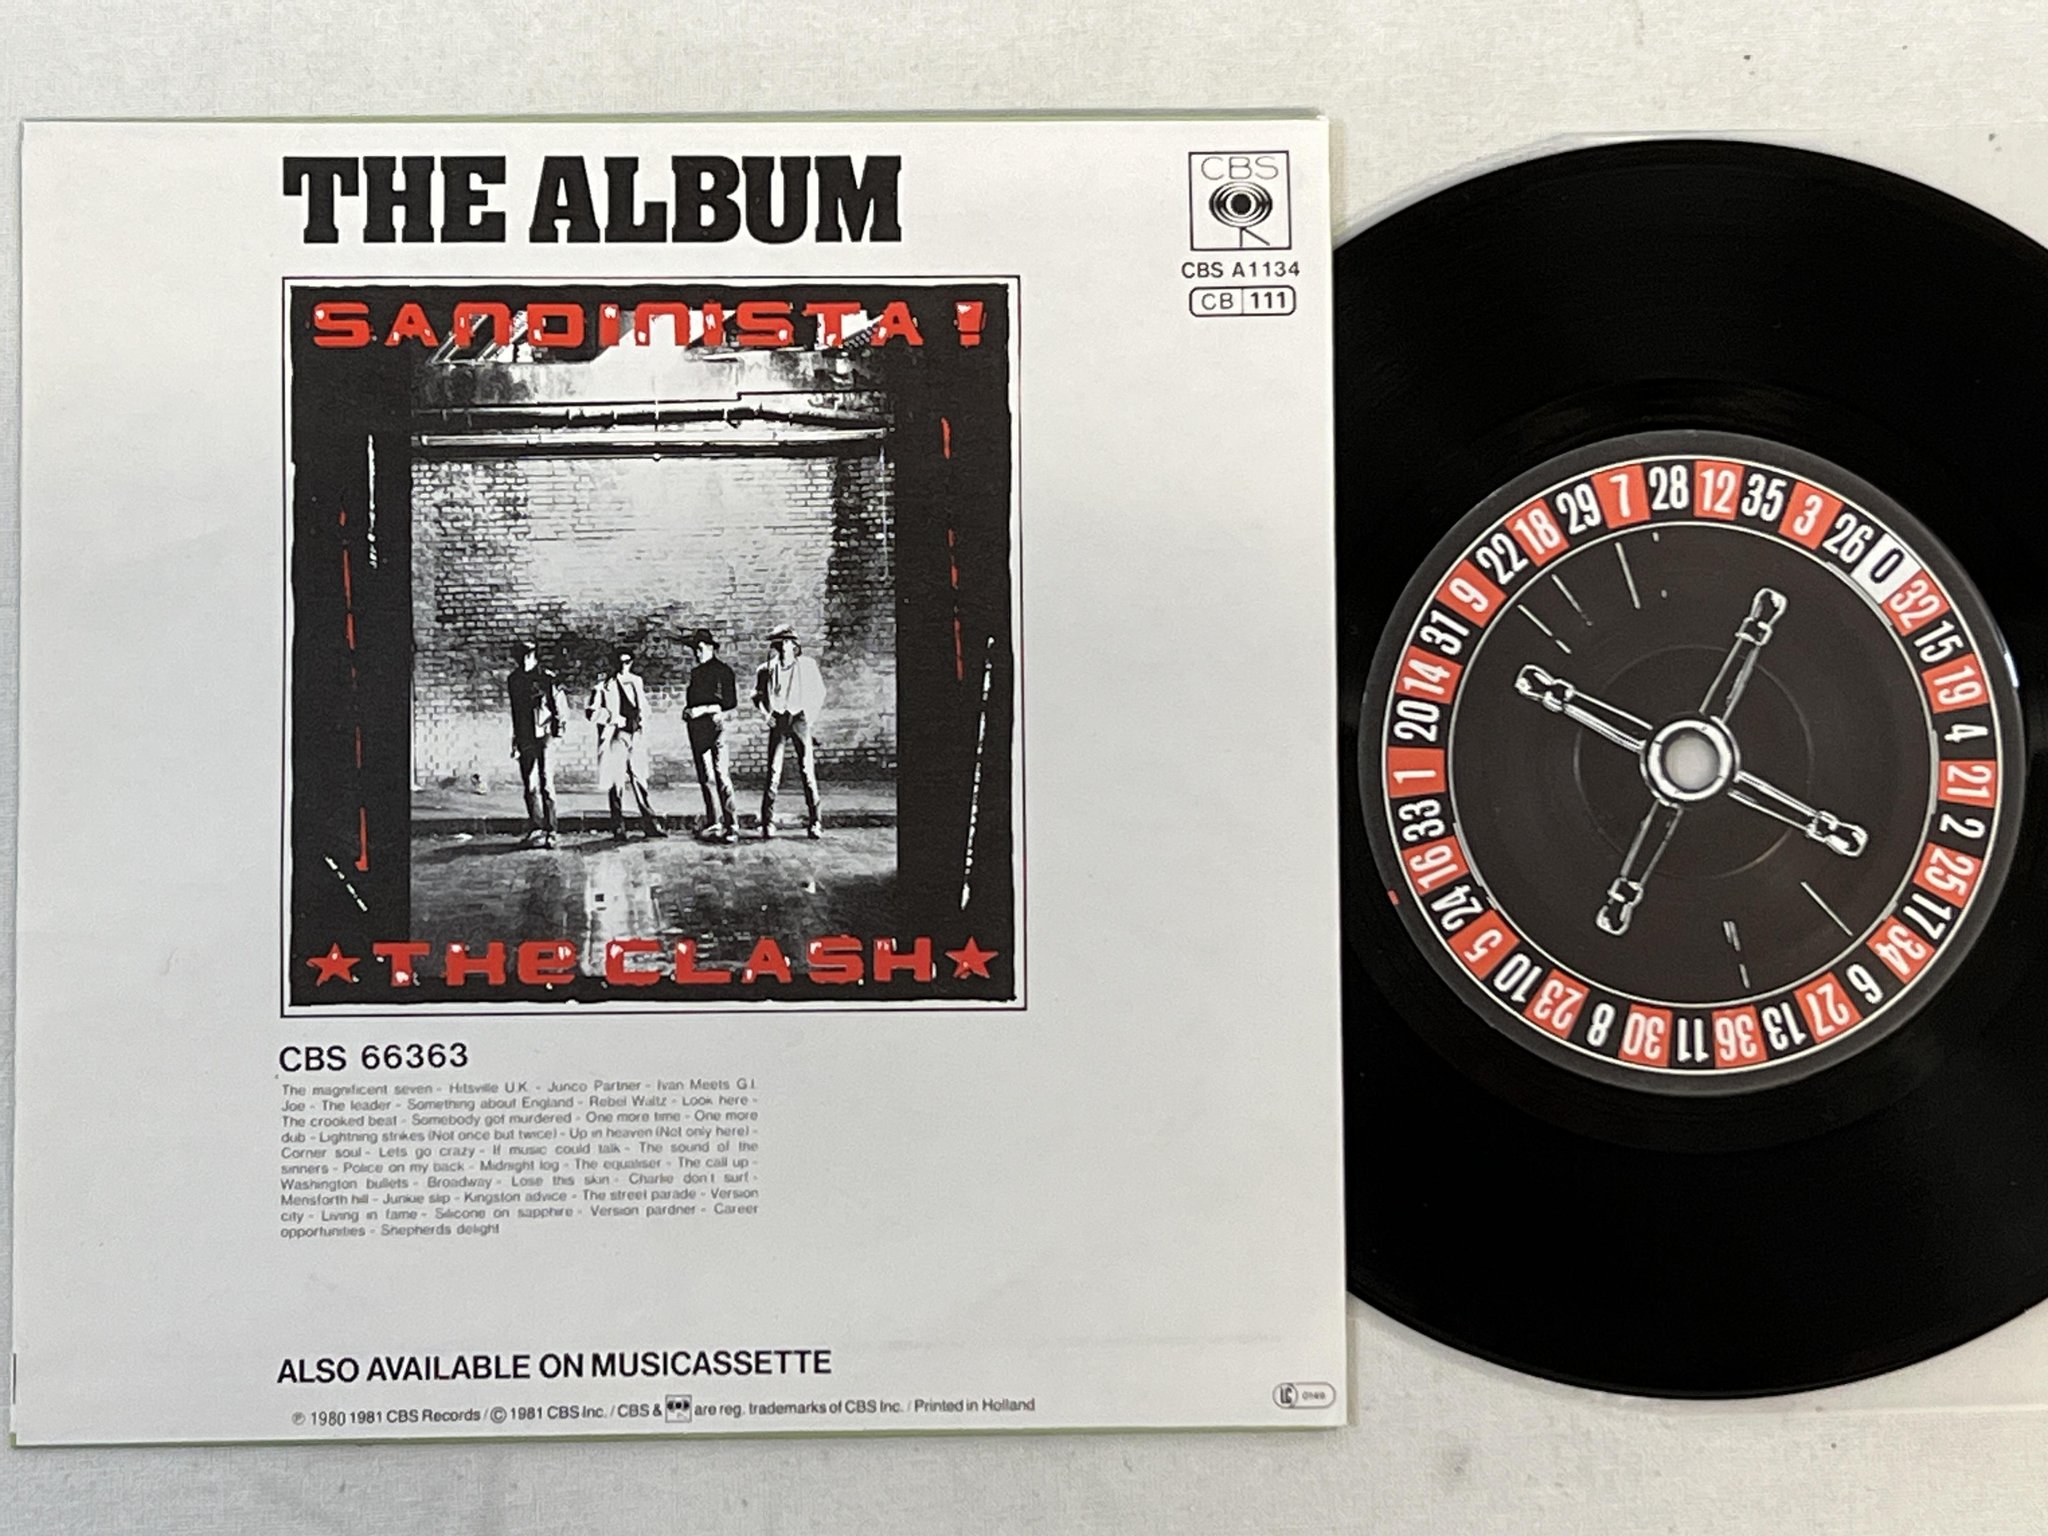 THE ALBUM
CBS
CBS A1134
CB 111
SANDINISTA!
★THE CLASH★
CBS 66363
The magnificent seven - Hitsville U.K. - Junco Partner - Ivan Meets G.I.
Joe - The leader - Something about England - Rebel Waltz - Look here -
The crooked beat - Somebody got murdered - One more time - One more
dub - Lightning strikes (Not once but twice) - Up in heaven (Not only here) -
Corner soul - Lets go crazy - If music could talk - The sound of the
sinners - Police on my back - Midnight log - The equaliser - The call up -
Washington bullets - Broadway - Lose this skin - Charlie don't surf -
Mensforth hill - Junkie slip - Kingston advice - The street parade - Version
city - Living in fame - Silicone on sapphire - Version pardner - Career
opportunities - Shepherds delight
ALSO AVAILABLE ON MUSICASSETTE
℗ 1980 1981 CBS Records / © 1981 CBS Inc. / CBS & are reg. trademarks of CBS Inc. / Printed in Holland
LC 0149
0 32 15 19 4 21 2 25 17 34 6 27 13 36 11 30 8 23 10 5 24 16 33 1 20 14 31 9 22 18 29 7 28 12 35 3 26